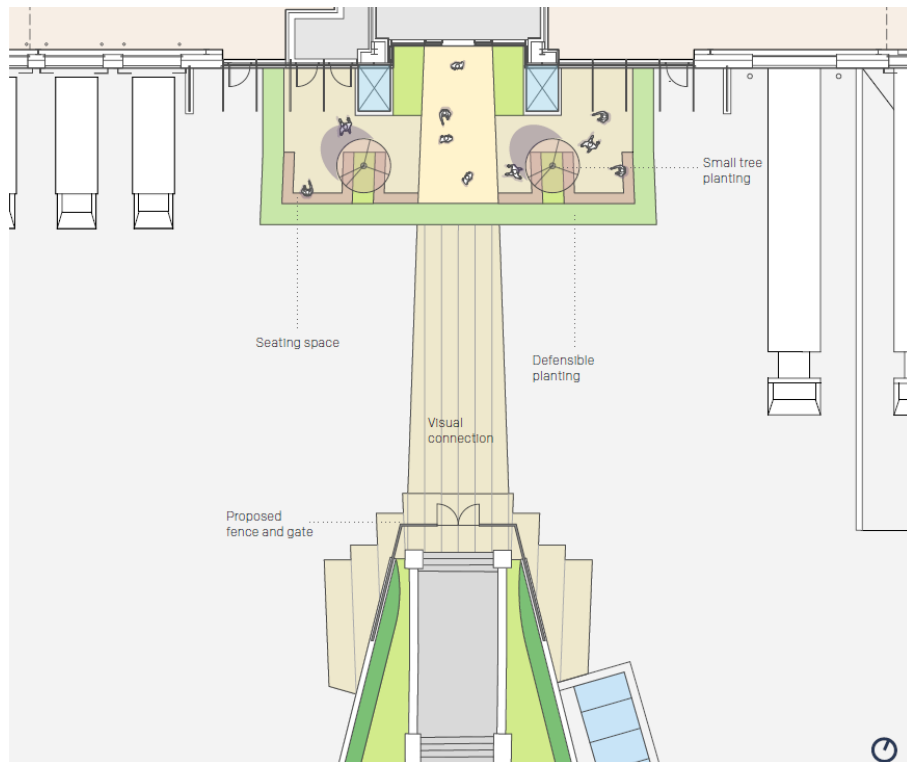 Small tree
planting
Seating space
Defensible
planting
Visual
connection
Proposed
fence and gate